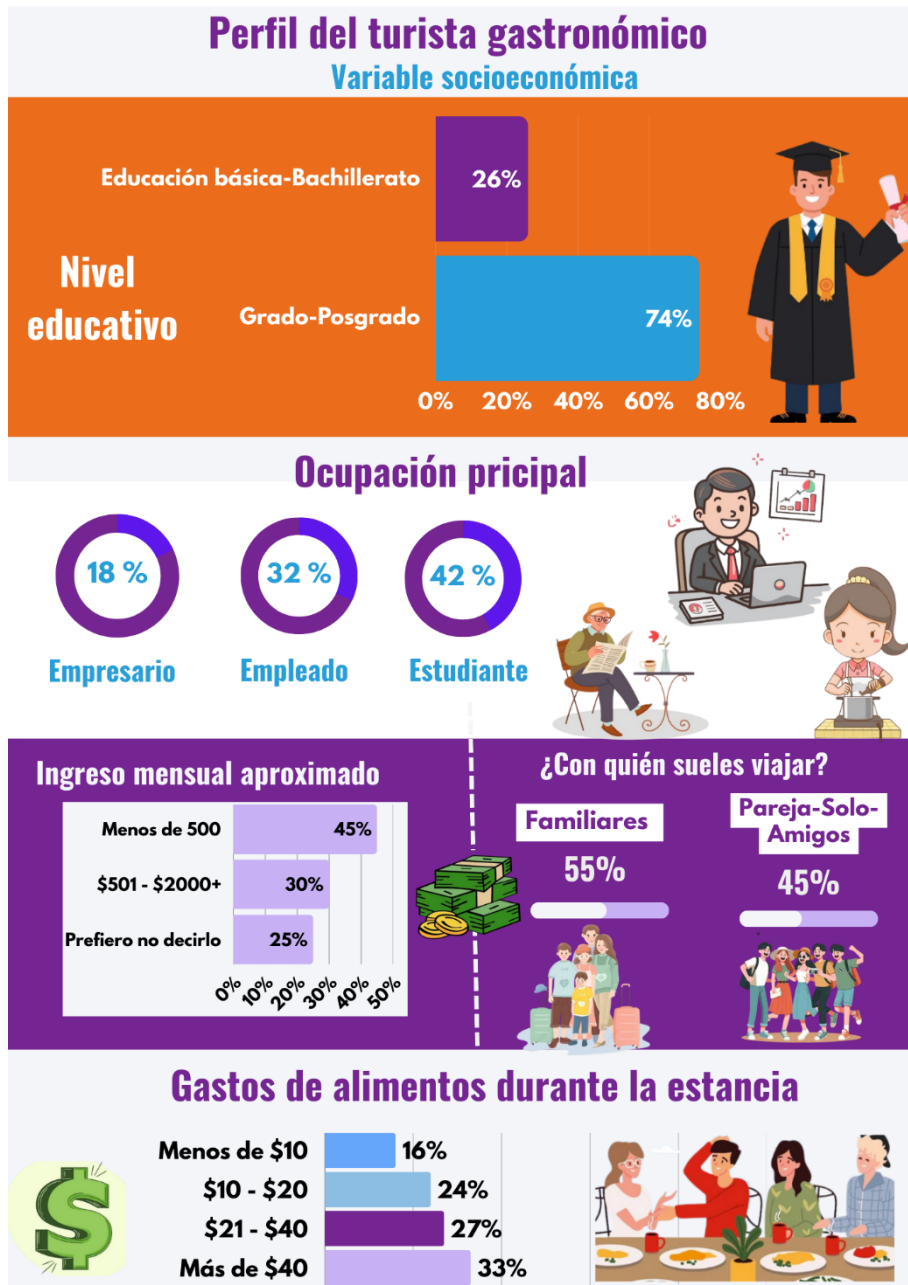 Perfil del turista gastronómico
Variable socioeconómica
Nivel
educativo
Educación básica-Bachillerato
26%
Grado-Posgrado
74%
0% 20% 40% 60% 80%
Ocupación pricipal
18 %
32 %
42 %
Empresario
Empleado
Estudiante
Ingreso mensual aproximado
Menos de 500
45%
$501 - $2000+
30%
Prefiero no decirlo
25%
0% 10% 20% 30% 40% 50%
¿Con quién sueles viajar?
Familiares
55%
Pareja-Solo-
Amigos
45%
Gastos de alimentos durante la estancia
Menos de $10
16%
$10 - $20
24%
$21 - $40
27%
Más de $40
33%
$